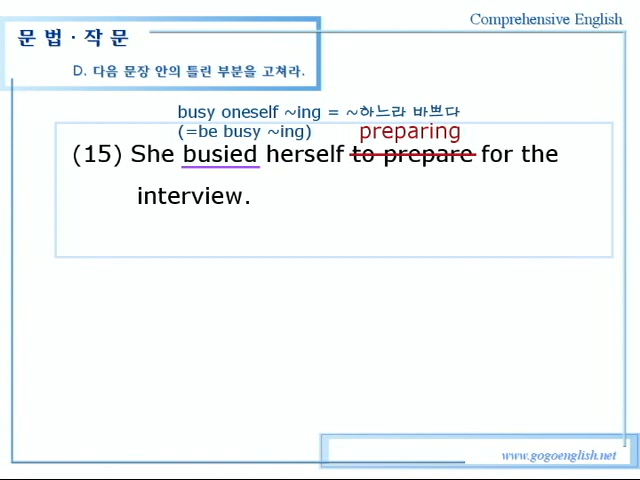 Comprehensive English
문 법 · 작 문
D. 다음 문장 안의 틀린 부분을 고쳐라.
busy oneself ~ing = ~하느라 바쁘다
(=be busy ~ing)
preparing
(15) She busied herself to prepare for the
interview.
www.gogoenglish.net